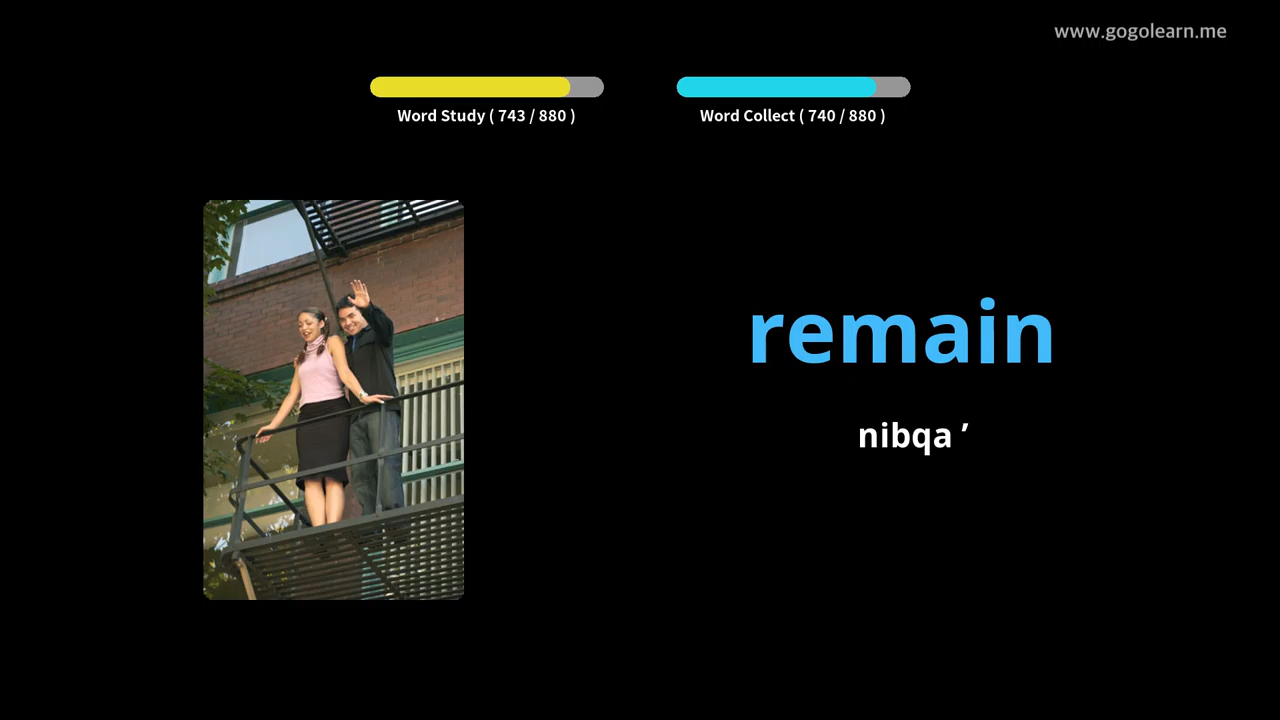 www.gogolearn.me
Word Study ( 743 / 880 )
Word Collect ( 740 / 880 )
remain
nibqa ’